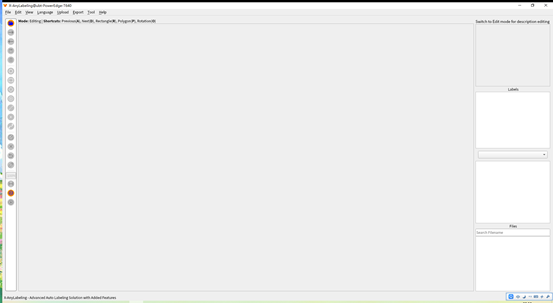 X-AnyLabeling@ubt-PowerEdge-T640
File Edit View Language Upload Export Tool Help
Mode: Editing | Shortcuts: Previous(A), Next(D), Rectangle(R), Polygon(P), Rotation(O)
Switch to Edit mode for description editing
Labels
Files
Search Filename
X-AnyLabeling - Advanced Auto Labeling Solution with Added Features